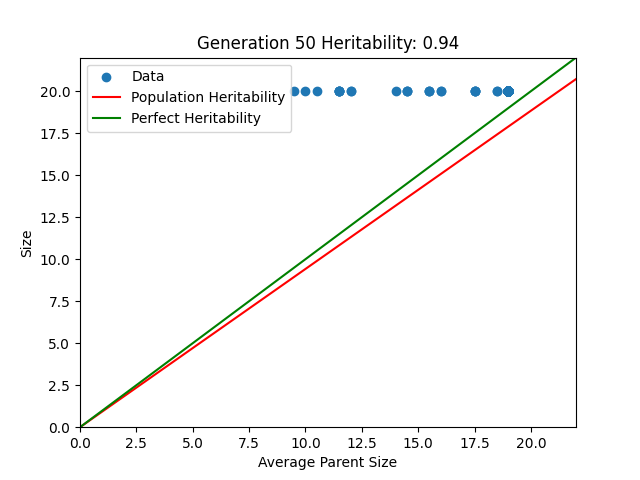 Generation 50 Heritability: 0.94
Data
Population Heritability
Perfect Heritability
20.0
17.5
15.0
12.5
10.0
7.5
5.0
2.5
0.0
Size
0.0 2.5 5.0 7.5 10.0 12.5 15.0 17.5 20.0
Average Parent Size